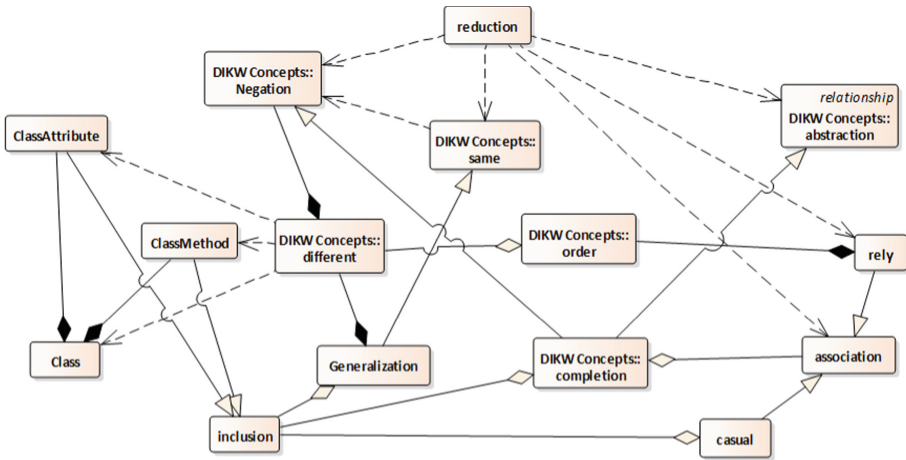 reduction
DIKW Concepts::
Negation
relationship
DIKW Concepts::
abstraction
ClassAttribute
DIKW Concepts::
same
ClassMethod
DIKW Concepts::
different
DIKW Concepts::
order
rely
Class
Generalization
DIKW Concepts::
completion
association
inclusion
casual